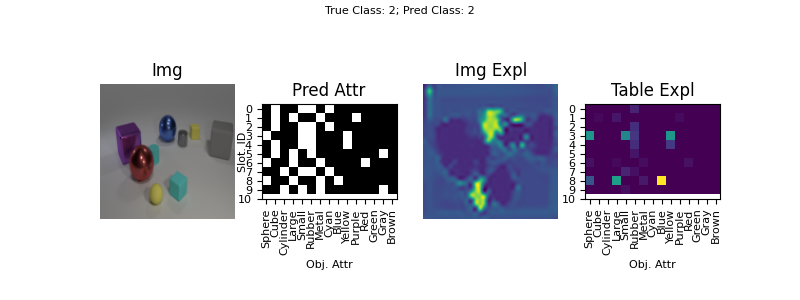 True Class: 2; Pred Class: 2
Img
Pred Attr
Img Expl
Table Expl
Slot. ID
0
1
2
3
4
5
6
7
8
9
10
Sphere
Cube
Cylinder
Large
Small
Rubber
Metal
Cyan
Blue
Yellow
Purple
Red
Green
Gray
Brown
Obj. Attr
0
1
2
3
4
5
6
7
8
9
10
Sphere
Cube
Cylinder
Large
Small
Rubber
Metal
Cyan
Blue
Yellow
Purple
Red
Green
Gray
Brown
Obj. Attr